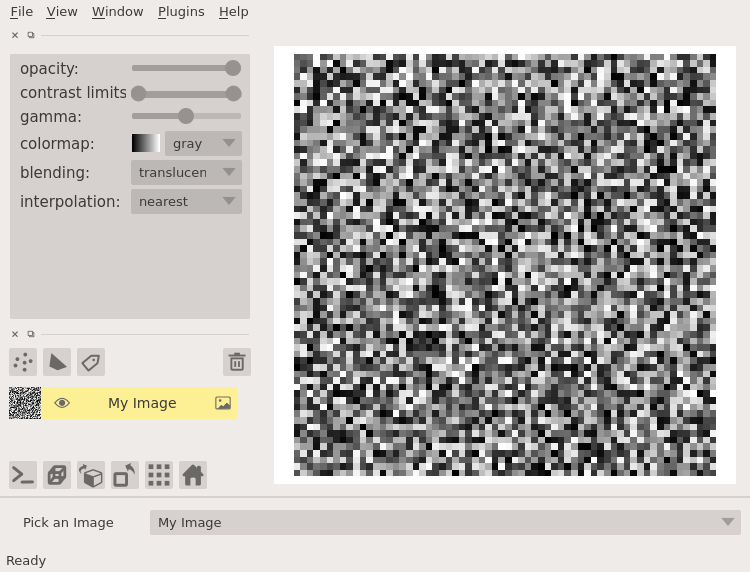 File View Window Plugins Help
opacity:
contrast limits
gamma:
colormap: gray
blending: translucen
interpolation: nearest
My Image
Pick an Image My Image
Ready